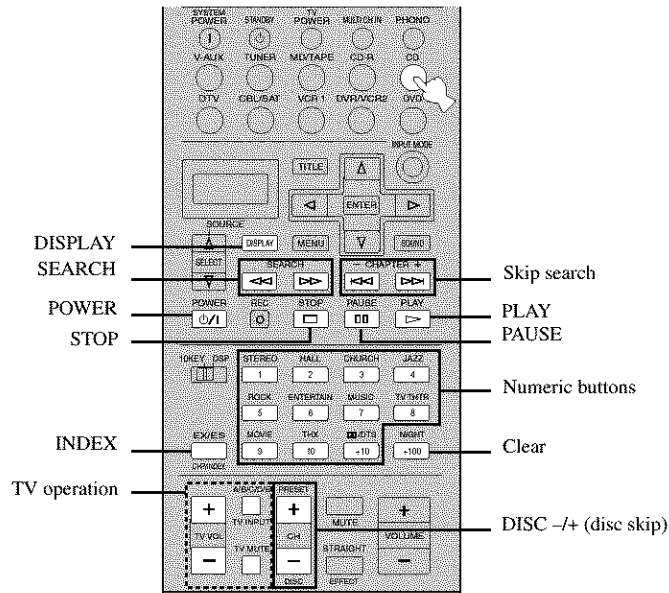 SYSTEM POWER STANDBY TV POWER MULTI CH IN PHONO
V-AUX TUNER MD/TAPE CD-R CD
DTV CBL/SAT VCR 1 DVR/VCR2 DVD
INPUT MODE
TITLE
ENTER
SOURCE
SELECT
DISPLAY
MENU
SOUND
DISPLAY
SEARCH
SEARCH
– CHAPTER +
Skip search
POWER REC STOP PAUSE PLAY
POWER
STOP
PLAY
PAUSE
10KEY DSP
STEREO HALL CHURCH JAZZ
1 2 3 4
ROCK ENTERTAIN MUSIC TV THTR
5 6 7 8
Numeric buttons
EX/ES MOVIE THX /DTS NIGHT
9 10 +10 +100
INDEX
Clear
CHP/INDEX
TV operation
A/B/C/D/E PRESET
+ + +
TV INPUT MUTE
TV VOL CH VOLUME
TV MUTE STRAIGHT
– – –
DISC EFFECT
DISC –/+ (disc skip)